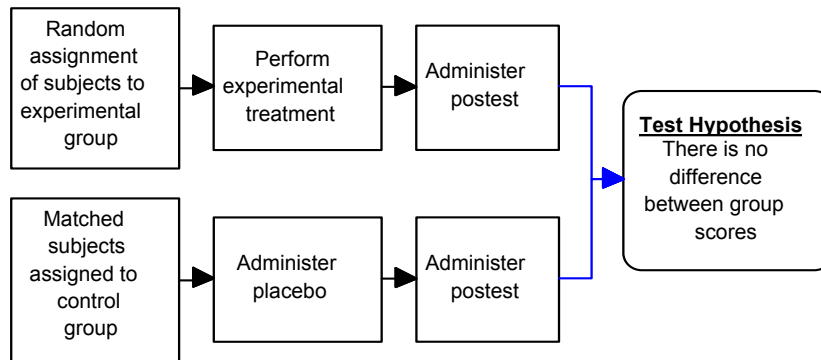 Random
assignment
of subjects to
experimental
group
Perform
experimental
treatment
Administer
postest
Test Hypothesis
There is no
difference
between group
scores
Matched
subjects
assigned to
control
group
Administer
placebo
Administer
postest